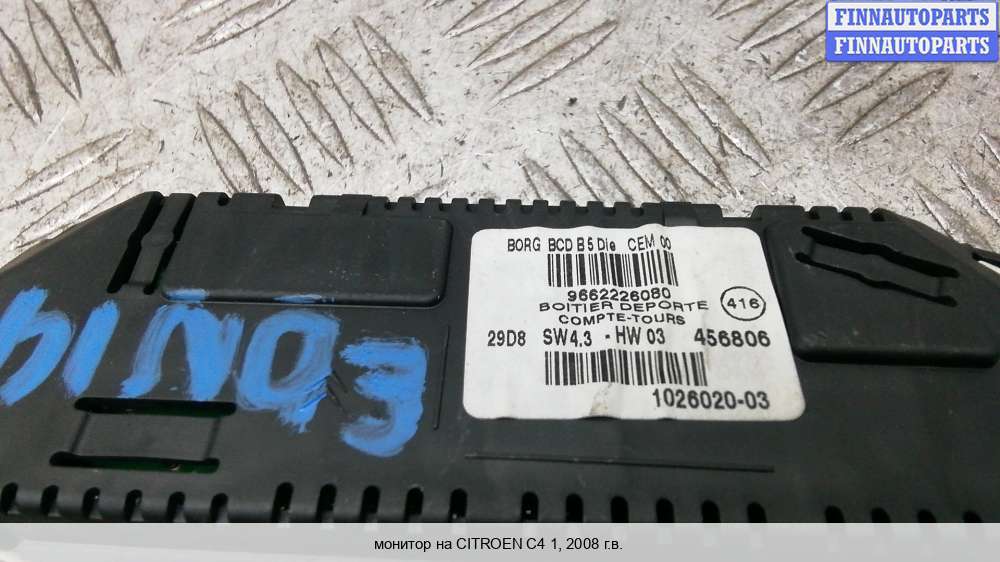 FINNAUTOPARTS
FINNAUTOPARTS
BORG BCD B5 Die CEM 00
9662226080
BOITIER DEPORTE
COMPTE-TOURS
416
29D8 SW4.3 - HW 03 456806
1026020-03
монитор на CITROEN C4 1, 2008 г.в.